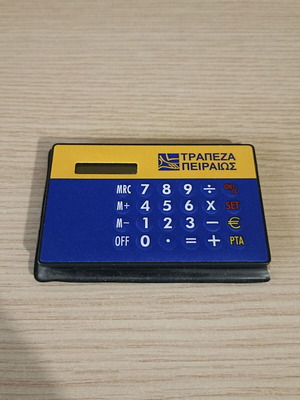 ΤΡΑΠΕΖΑ
ΠΕΙΡΑΙΩΣ
MRC 7 8 9 ÷
M+ 4 5 6 X SET
M− 1 2 3 − €
OFF 0 · = + PTA